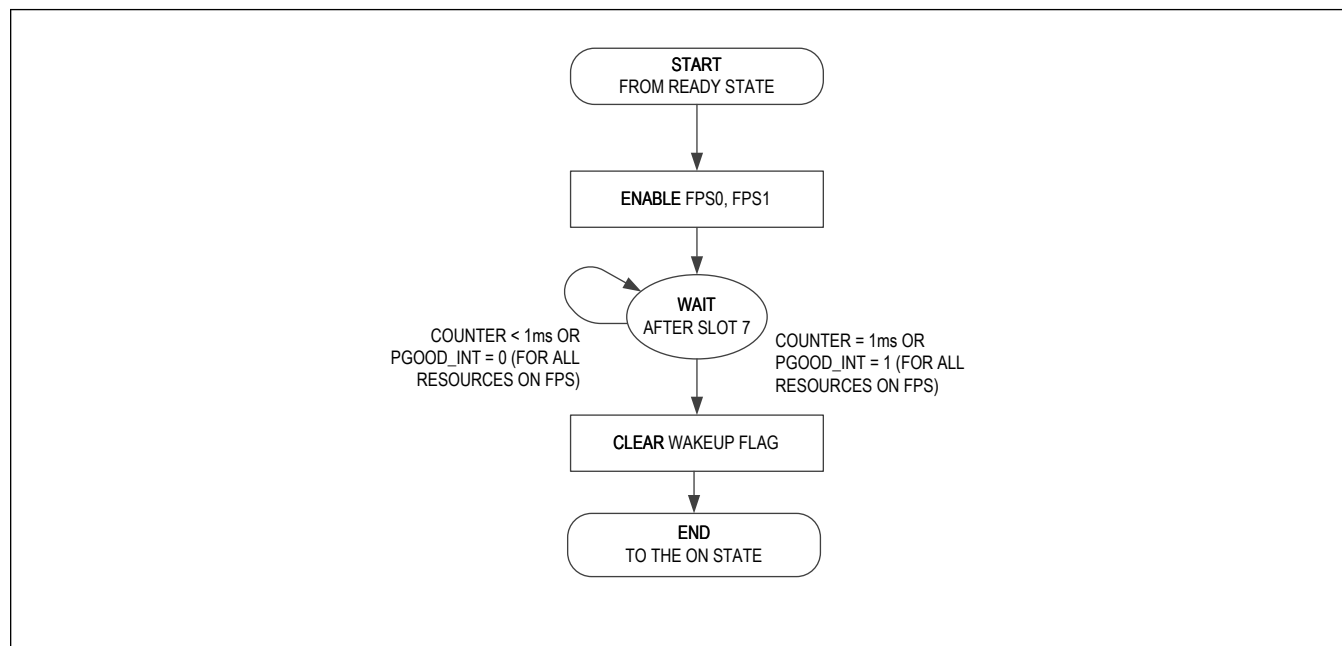 START
FROM READY STATE
ENABLE FPS0, FPS1
WAIT
AFTER SLOT 7
COUNTER < 1ms OR
PGOOD_INT = 0 (FOR ALL
RESOURCES ON FPS)
COUNTER = 1ms OR
PGOOD_INT = 1 (FOR ALL
RESOURCES ON FPS)
CLEAR WAKEUP FLAG
END
TO THE ON STATE